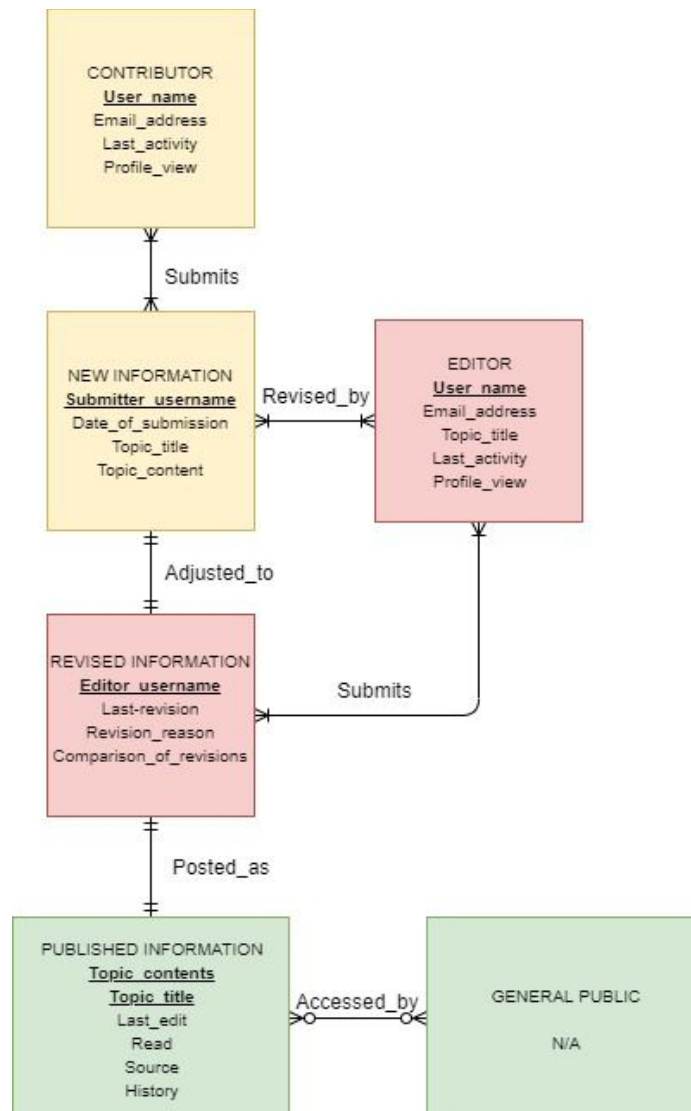 CONTRIBUTOR
User_name
Email_address
Last_activity
Profile_view
Submits
NEW INFORMATION
Submitter_username
Date_of_submission
Topic_title
Topic_content
Revised_by
EDITOR
User_name
Email_address
Topic_title
Last_activity
Profile_view
Adjusted_to
REVISED INFORMATION
Editor_username
Last-revision
Revision_reason
Comparison_of_revisions
Submits
Posted_as
PUBLISHED INFORMATION
Topic_contents
Topic_title
Last_edit
Read
Source
History
Accessed_by
GENERAL PUBLIC
N/A